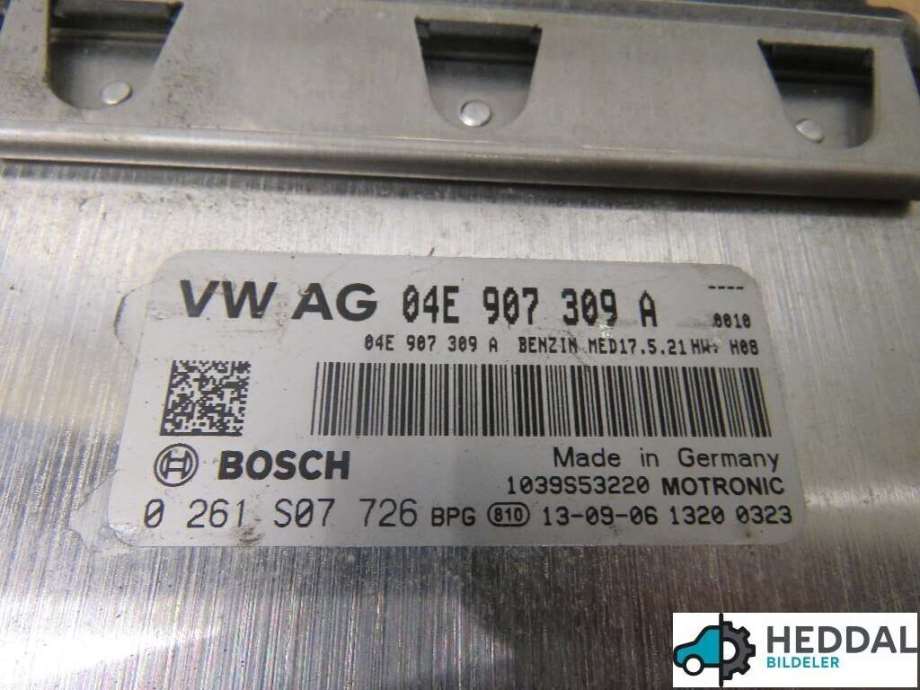 VW AG 04E 907 309 A ----
0010
04E 907 309 A BENZIN MED17.5.21 HW: H08
BOSCH Made in Germany
1039S53220 MOTRONIC
0 261 S07 726 BPG 810 13-09-06 1320 0323
HEDDAL
BILDELER